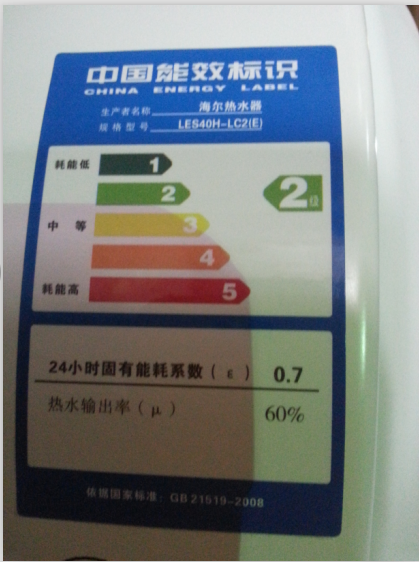 中国能效标识
CHINA ENERGY LABEL
生产者名称 海尔热水器
规格型号 LES40H-LC2(E)
耗能低 1
2 2级
中等 3
4
耗能高 5
24小时固有能耗系数(ε) 0.7
热水输出率(μ) 60%
依据国家标准: GB 21519-2008